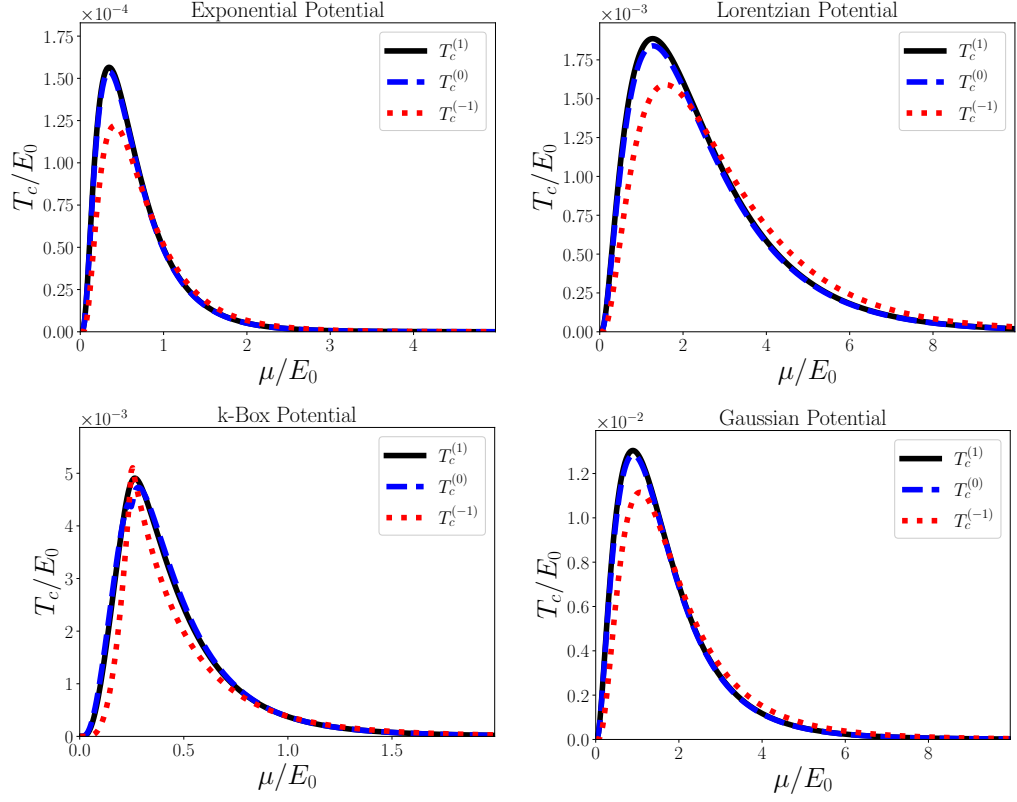 Exponential Potential
×10⁻⁴
T_c/E_0
1.75
1.50
1.25
1.00
0.75
0.50
0.25
0.00
0 1 2 3 4
μ/E_0
T_c^{(1)}
T_c^{(0)}
T_c^{(-1)}
Lorentzian Potential
×10⁻³
T_c/E_0
1.75
1.50
1.25
1.00
0.75
0.50
0.25
0.00
0 2 4 6 8
μ/E_0
T_c^{(1)}
T_c^{(0)}
T_c^{(-1)}
k-Box Potential
×10⁻³
T_c/E_0
5
4
3
2
1
0
0.0 0.5 1.0 1.5
μ/E_0
T_c^{(1)}
T_c^{(0)}
T_c^{(-1)}
Gaussian Potential
×10⁻²
T_c/E_0
1.2
1.0
0.8
0.6
0.4
0.2
0.0
0 2 4 6 8
μ/E_0
T_c^{(1)}
T_c^{(0)}
T_c^{(-1)}